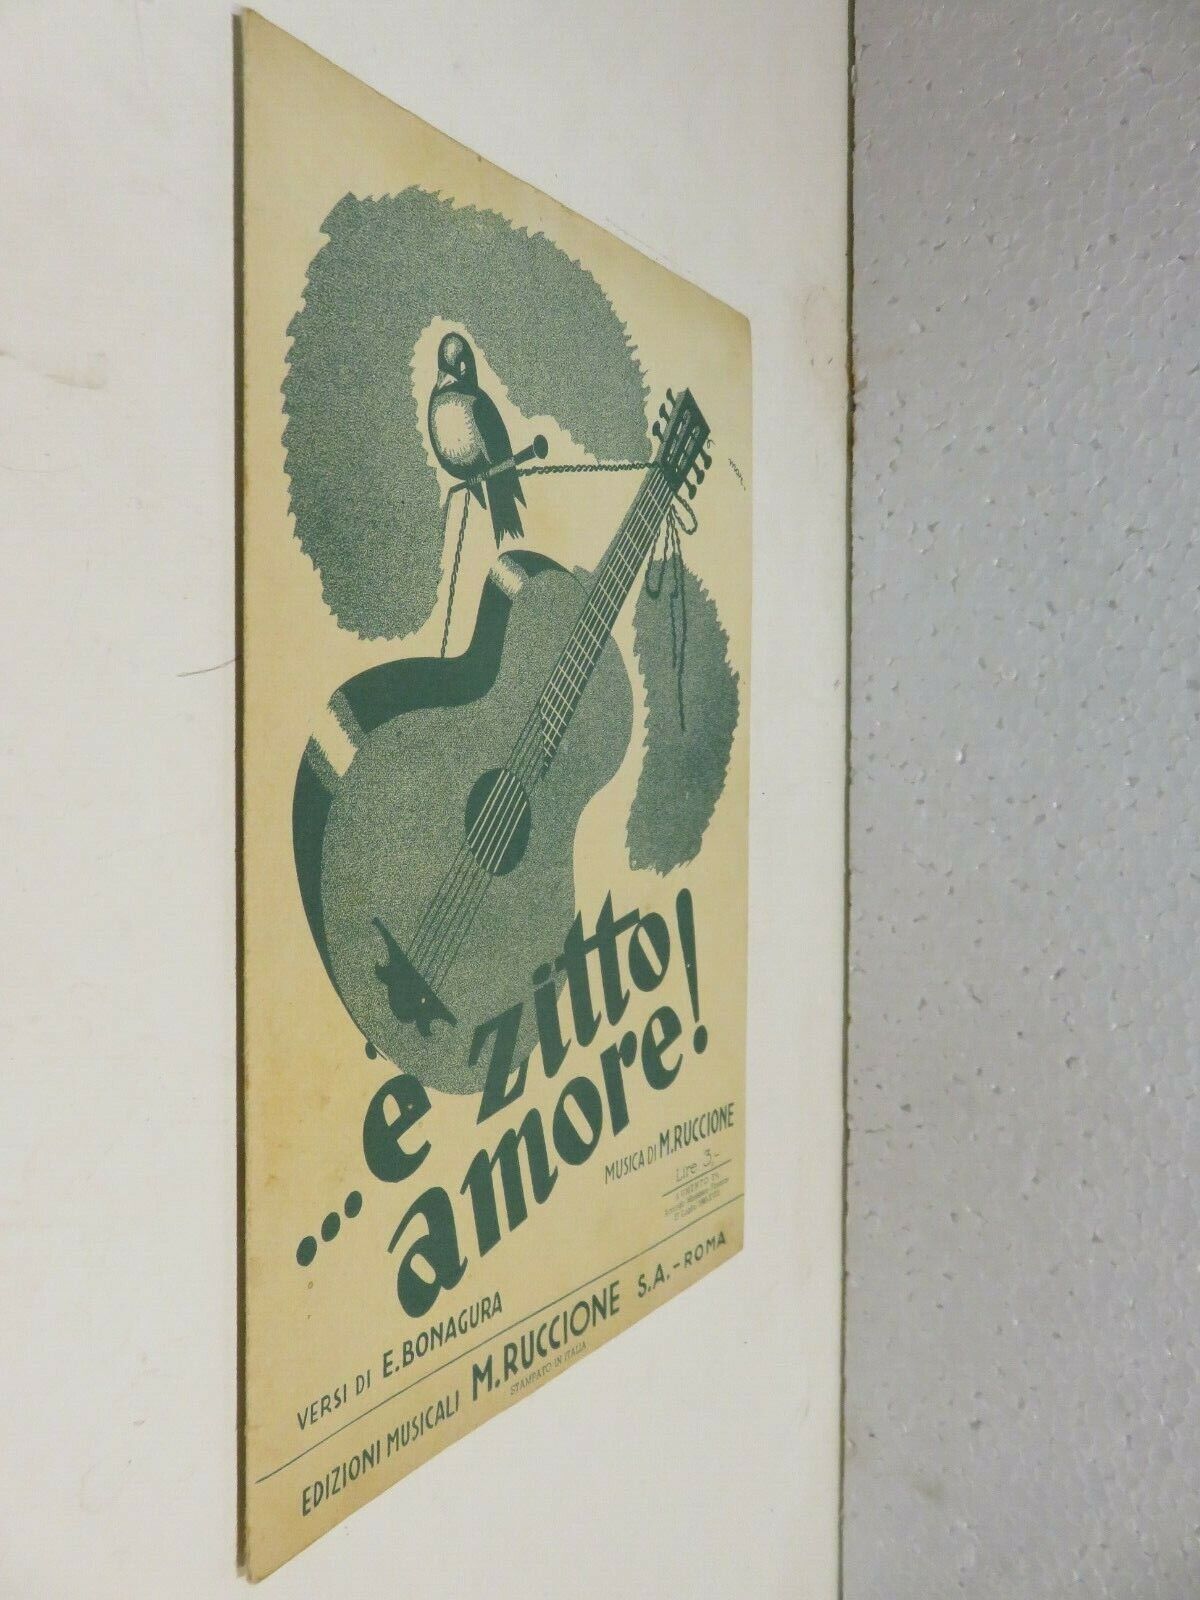 ...è zitto
amore!
MUSICA DI M.RUCCIONE
Lire 3.-
VERSI DI E.BONAGURA
EDIZIONI MUSICALI M.RUCCIONE S.A.-ROMA
STAMPATO IN ITALIA